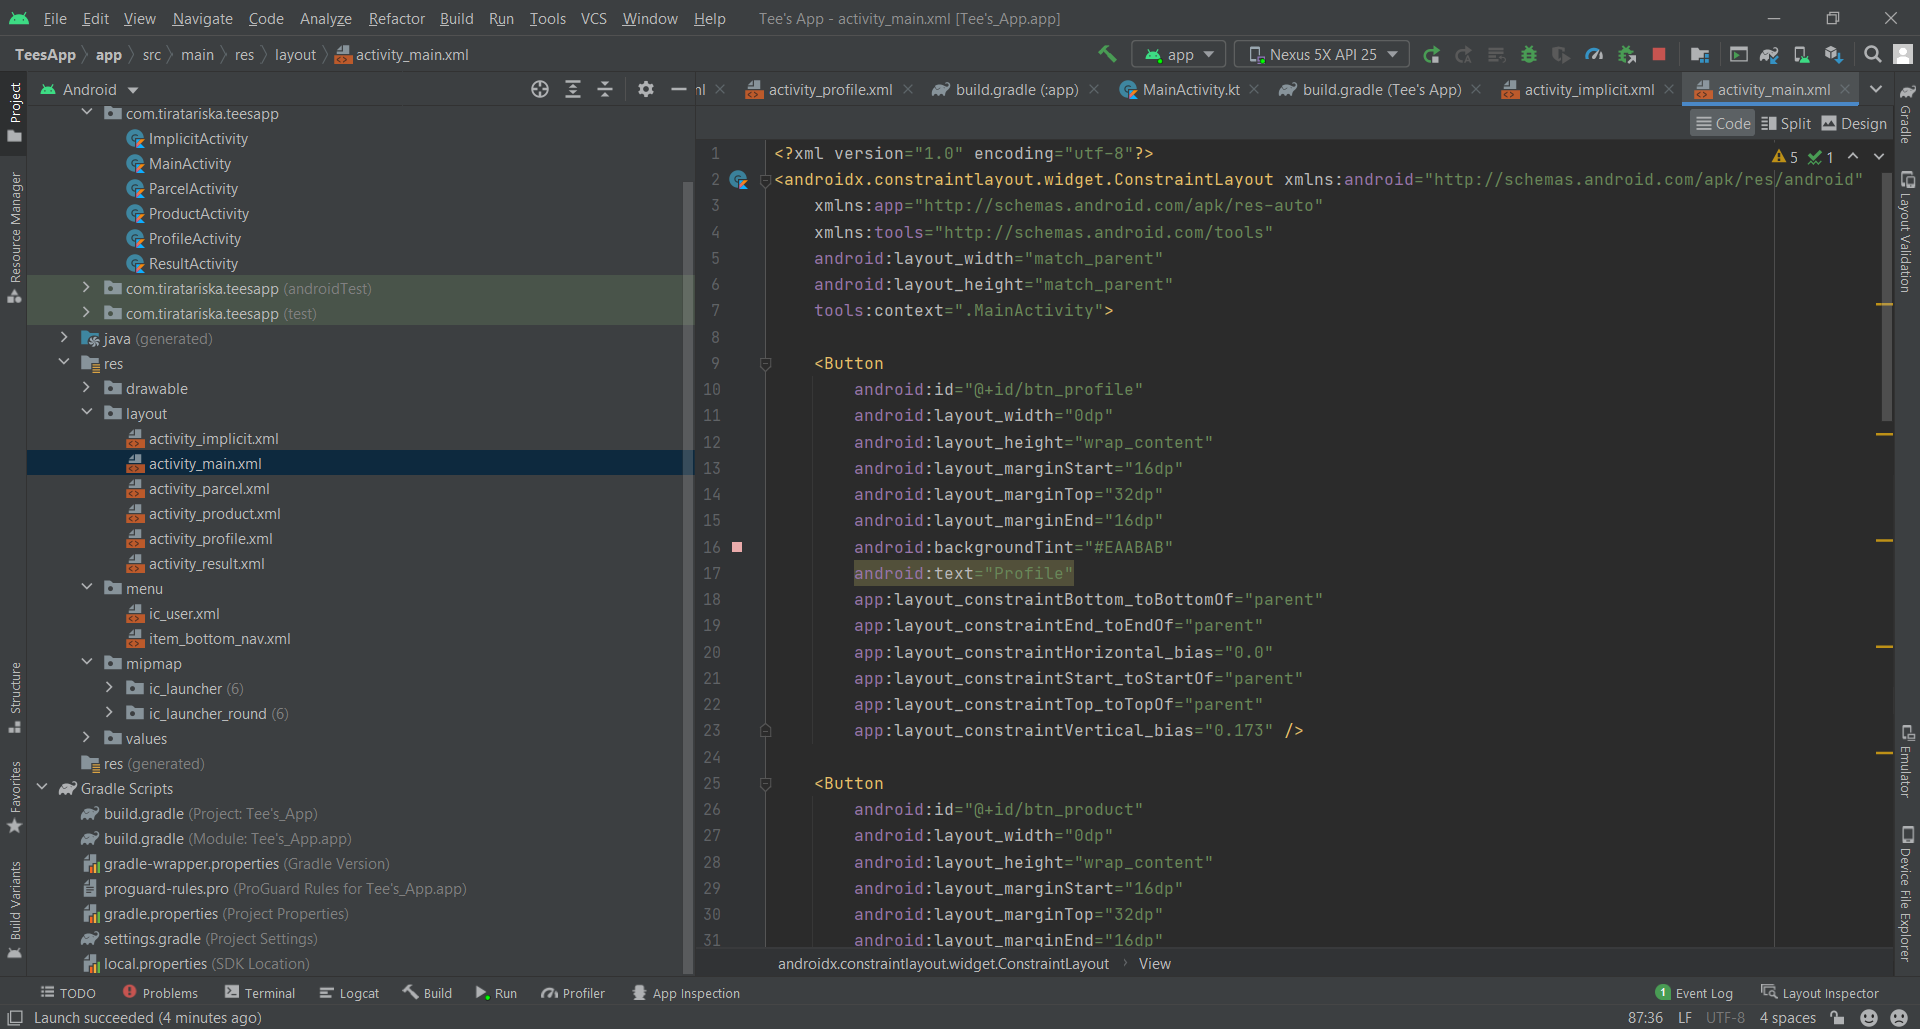 File Edit View Navigate Code Analyze Refactor Build Run Tools VCS Window Help Tee's App - activity_main.xml [Tee's_App.app]
TeesApp app src main res layout activity_main.xml app Nexus 5X API 25
Android
ml activity_profile.xml build.gradle (:app) MainActivity.kt build.gradle (Tee's App) activity_implicit.xml activity_main.xml
Code Split Design
Project
Resource Manager
Structure
Favorites
Build Variants
com.tiratariska.teesapp
ImplicitActivity
MainActivity
ParcelActivity
ProductActivity
ProfileActivity
ResultActivity
com.tiratariska.teesapp (androidTest)
com.tiratariska.teesapp (test)
java (generated)
res
drawable
layout
activity_implicit.xml
activity_main.xml
activity_parcel.xml
activity_product.xml
activity_profile.xml
activity_result.xml
menu
ic_user.xml
item_bottom_nav.xml
mipmap
ic_launcher (6)
ic_launcher_round (6)
values
res (generated)
Gradle Scripts
build.gradle (Project: Tee's_App)
build.gradle (Module: Tee's_App.app)
gradle-wrapper.properties (Gradle Version)
proguard-rules.pro (ProGuard Rules for Tee's_App.app)
gradle.properties (Project Properties)
settings.gradle (Project Settings)
local.properties (SDK Location)
5 1
1 <?xml version="1.0" encoding="utf-8"?>
2 <androidx.constraintlayout.widget.ConstraintLayout xmlns:android="http://schemas.android.com/apk/res/android"
3 xmlns:app="http://schemas.android.com/apk/res-auto"
4 xmlns:tools="http://schemas.android.com/tools"
5 android:layout_width="match_parent"
6 android:layout_height="match_parent"
7 tools:context=".MainActivity">
8
9 <Button
10 android:id="@+id/btn_profile"
11 android:layout_width="0dp"
12 android:layout_height="wrap_content"
13 android:layout_marginStart="16dp"
14 android:layout_marginTop="32dp"
15 android:layout_marginEnd="16dp"
16 android:backgroundTint="#EAABAB"
17 android:text="Profile"
18 app:layout_constraintBottom_toBottomOf="parent"
19 app:layout_constraintEnd_toEndOf="parent"
20 app:layout_constraintHorizontal_bias="0.0"
21 app:layout_constraintStart_toStartOf="parent"
22 app:layout_constraintTop_toTopOf="parent"
23 app:layout_constraintVertical_bias="0.173" />
24
25 <Button
26 android:id="@+id/btn_product"
27 android:layout_width="0dp"
28 android:layout_height="wrap_content"
29 android:layout_marginStart="16dp"
30 android:layout_marginTop="32dp"
31 android:layout_marginEnd="16dp"
androidx.constraintlayout.widget.ConstraintLayout View
Gradle
Layout Validation
Emulator
Device File Explorer
TODO Problems Terminal Logcat Build Run Profiler App Inspection 1 Event Log Layout Inspector
Launch succeeded (4 minutes ago) 87:36 LF UTF-8 4 spaces